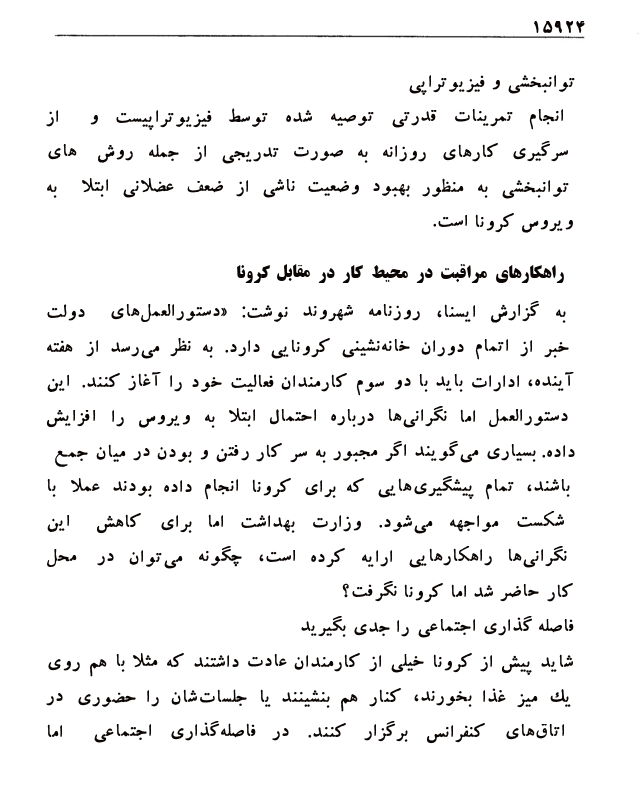 ۱۵۹۲۴
توانبخشی و فیزیوتراپی
انجام تمرینات قدرتی توصیه شده توسط فیزیوتراپیست و از
سرگیری کارهای روزانه به صورت تدریجی از جمله روش های
توانبخشی به منظور بهبود وضعیت ناشی از ضعف عضلانی ابتلا به
ویروس کرونا است.
راهکارهای مراقبت در محیط کار در مقابل کرونا
به گزارش ایسنا، روزنامه شهروند نوشت: «دستورالعمل‌های دولت
خبر از اتمام دوران خانه‌نشینی کرونایی دارد. به نظر می‌رسد از هفته
آینده، ادارات باید با دو سوم کارمندان فعالیت خود را آغاز کنند. این
دستورالعمل اما نگرانی‌ها درباره احتمال ابتلا به ویروس را افزایش
داده. بسیاری می‌گویند اگر مجبور به سر کار رفتن و بودن در میان جمع
باشند، تمام پیشگیری‌هایی که برای کرونا انجام داده بودند عملا با
شکست مواجهه می‌شود. وزارت بهداشت اما برای کاهش این
نگرانی‌ها راهکارهایی ارایه کرده است، چگونه می‌توان در محل
کار حاضر شد اما کرونا نگرفت؟
فاصله گذاری اجتماعی را جدی بگیرید
شاید پیش از کرونا خیلی از کارمندان عادت داشتند که مثلا با هم روی
یك میز غذا بخورند، کنار هم بنشینند یا جلسات‌شان را حضوری در
اتاق‌های کنفرانس برگزار کنند. در فاصله‌گذاری اجتماعی اما